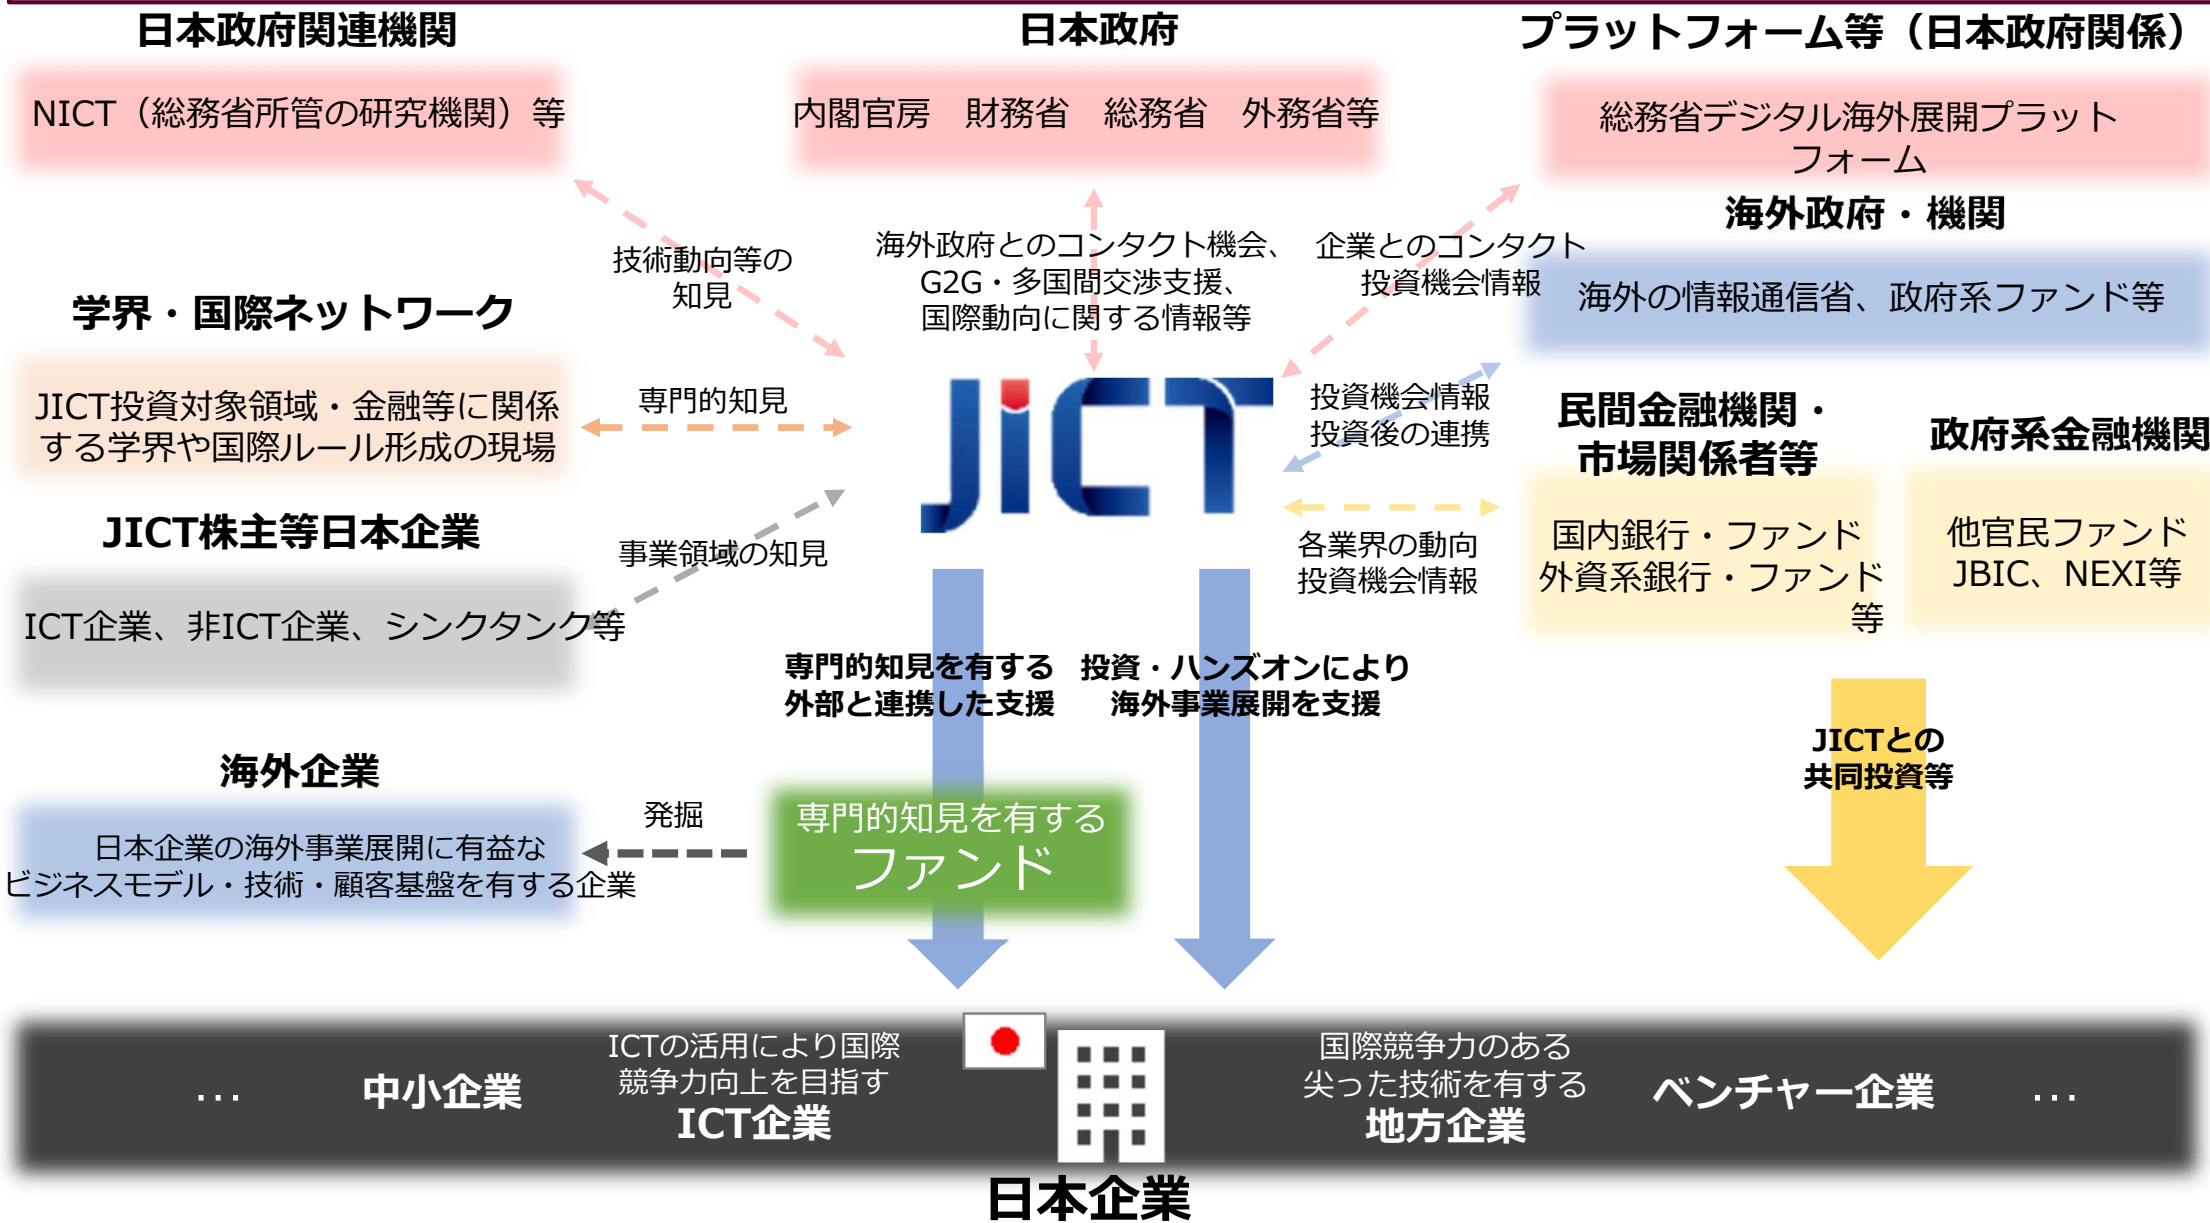 日本政府関連機関
NICT（総務省所管の研究機関）等
日本政府
内閣官房　財務省　総務省　外務省等
プラットフォーム等（日本政府関係）
総務省デジタル海外展開プラット
フォーム
海外政府・機関
海外の情報通信省、政府系ファンド等
技術動向等の
知見
海外政府とのコンタクト機会、
G2G・多国間交渉支援、
国際動向に関する情報等
企業とのコンタクト
投資機会情報
学界・国際ネットワーク
JICT投資対象領域・金融等に関係
する学界や国際ルール形成の現場
専門的知見
JICT
投資機会情報
投資後の連携
民間金融機関・
市場関係者等
国内銀行・ファンド
外資系銀行・ファンド
等
政府系金融機関
他官民ファンド
JBIC、NEXI等
JICT株主等日本企業
ICT企業、非ICT企業、シンクタンク等
事業領域の知見
各業界の動向
投資機会情報
専門的知見を有する
外部と連携した支援
投資・ハンズオンにより
海外事業展開を支援
JICTとの
共同投資等
海外企業
日本企業の海外事業展開に有益な
ビジネスモデル・技術・顧客基盤を有する企業
発掘
専門的知見を有する
ファンド
…
中小企業
ICTの活用により国際
競争力向上を目指す
ICT企業
国際競争力のある
尖った技術を有する
地方企業
ベンチャー企業
…
日本企業